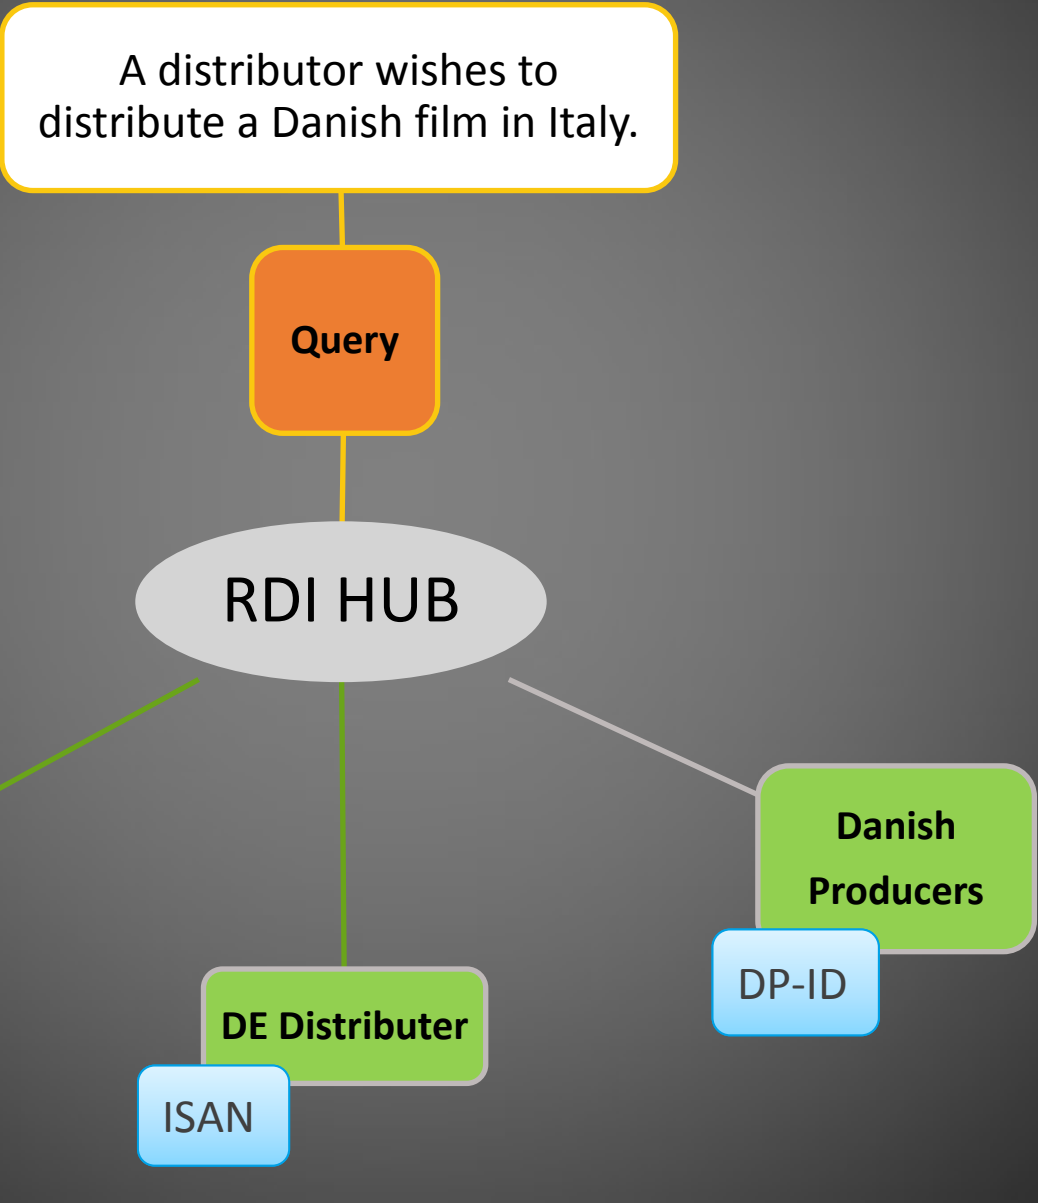 A distributor wishes to
distribute a Danish film in Italy.
Query
RDI HUB
Danish
Producers
DP-ID
DE Distributer
ISAN